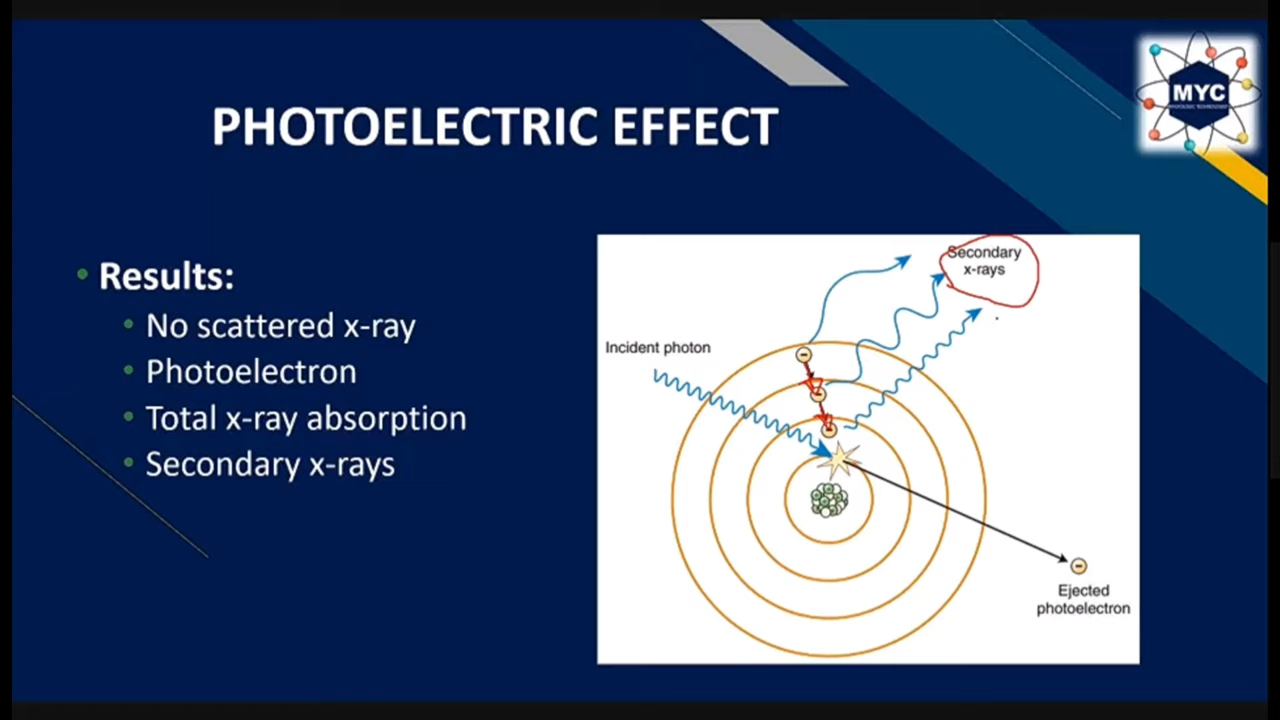 MYC
PHOTOELECTRIC EFFECT
Results:
No scattered x-ray
Photoelectron
Total x-ray absorption
Secondary x-rays
Secondary
x-rays
Incident photon
Ejected
photoelectron